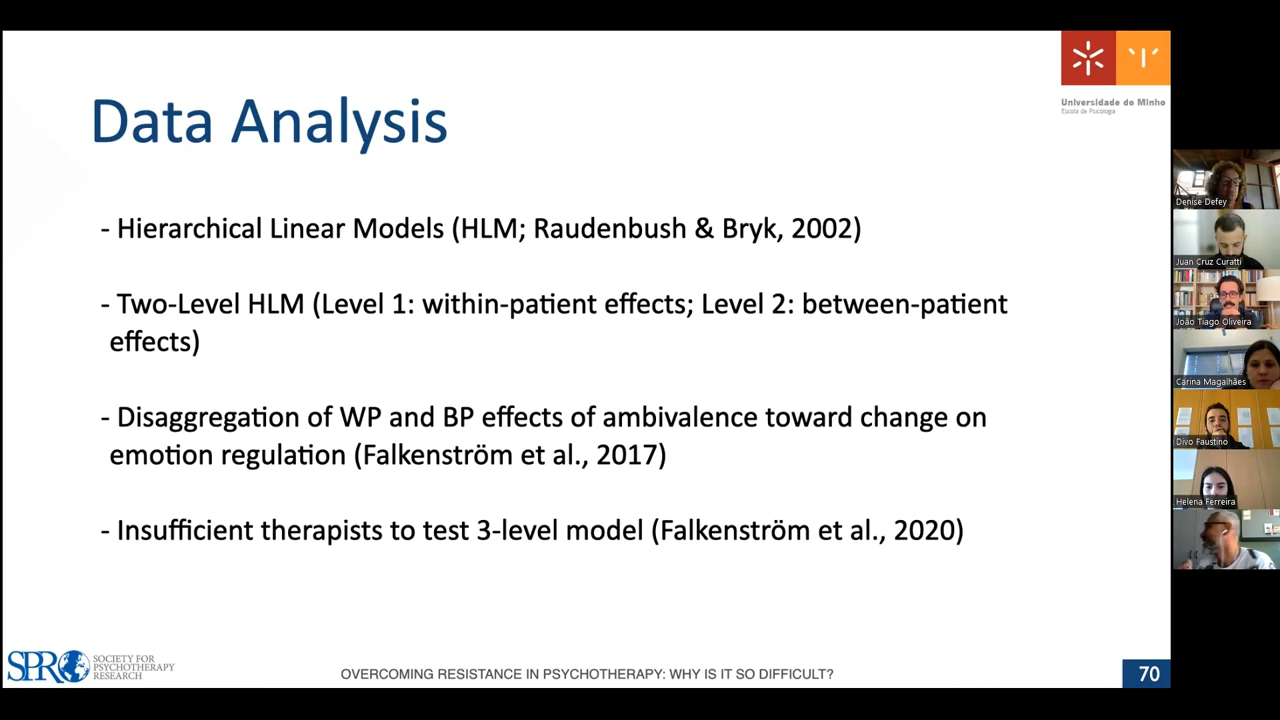 Universidade do Minho
Escola de Psicologia
Data Analysis
- Hierarchical Linear Models (HLM; Raudenbush & Bryk, 2002)
- Two-Level HLM (Level 1: within-patient effects; Level 2: between-patient
effects)
- Disaggregation of WP and BP effects of ambivalence toward change on
emotion regulation (Falkenström et al., 2017)
- Insufficient therapists to test 3-level model (Falkenström et al., 2020)
SPR SOCIETY FOR
PSYCHOTHERAPY
RESEARCH
OVERCOMING RESISTANCE IN PSYCHOTHERAPY: WHY IS IT SO DIFFICULT?
70
Denise Defey
Juan Cruz Curatti
João Tiago Oliveira
Carina Magalhães
Divo Faustino
Helena Ferreira